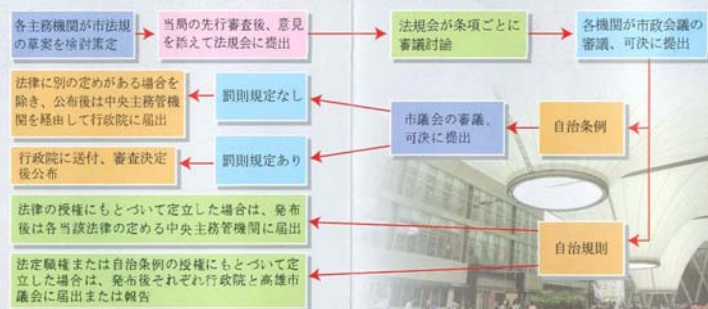 各主務機関が市法規
の草案を検討策定
当局の先行審査後、意見
を添えて法規会に提出
法規会が条項ごとに
審議討論
各機関が市政会議の
審議、可決に提出
法律に別の定めがある場合を
除き、公布後は中央主務管機
関を経由して行政院に届出
罰則規定なし
市議会の審議、
可決に提出
自治条例
行政院に送付、審査決定
後公布
罰則規定あり
法律の授権にもとづいて定立した場合は、発布
後は各当該法律の定める中央主務管機関に届出
自治規則
法定職権または自治条例の授権にもとづいて定
立した場合は、発布後それぞれ行政院と高雄市
議会に届出または報告